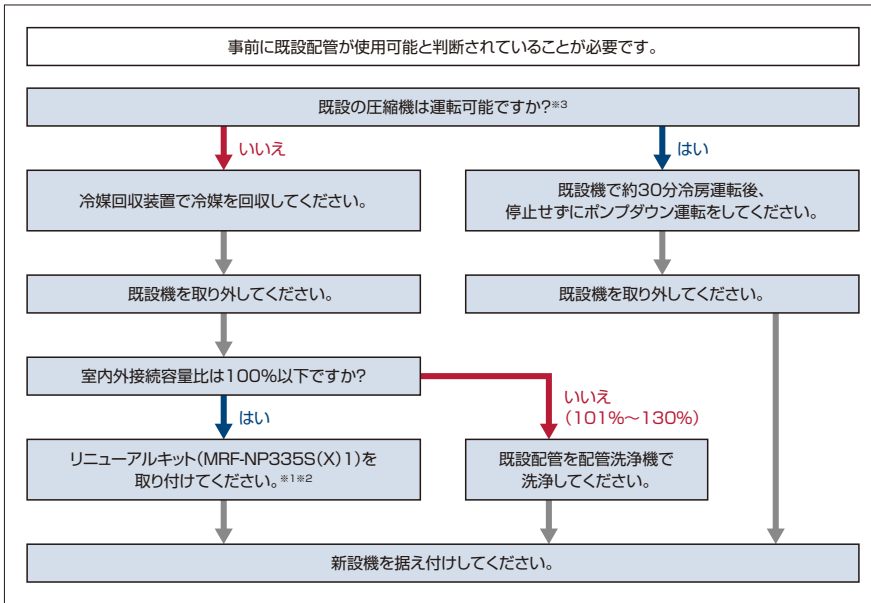 事前に既設配管が使用可能と判断されていることが必要です。
既設の圧縮機は運転可能ですか?※3
いいえ
はい
冷媒回収装置で冷媒を回収してください。
既設機で約30分冷房運転後、
停止せずにポンプダウン運転をしてください。
既設機を取り外してください。
既設機を取り外してください。
室内外接続容量比は100%以下ですか?
はい
いいえ
(101%~130%)
リニューアルキット(MRF-NP335S(X)1)を
取り付けてください。※1※2
既設配管を配管洗浄機で
洗浄してください。
新設機を据え付けしてください。